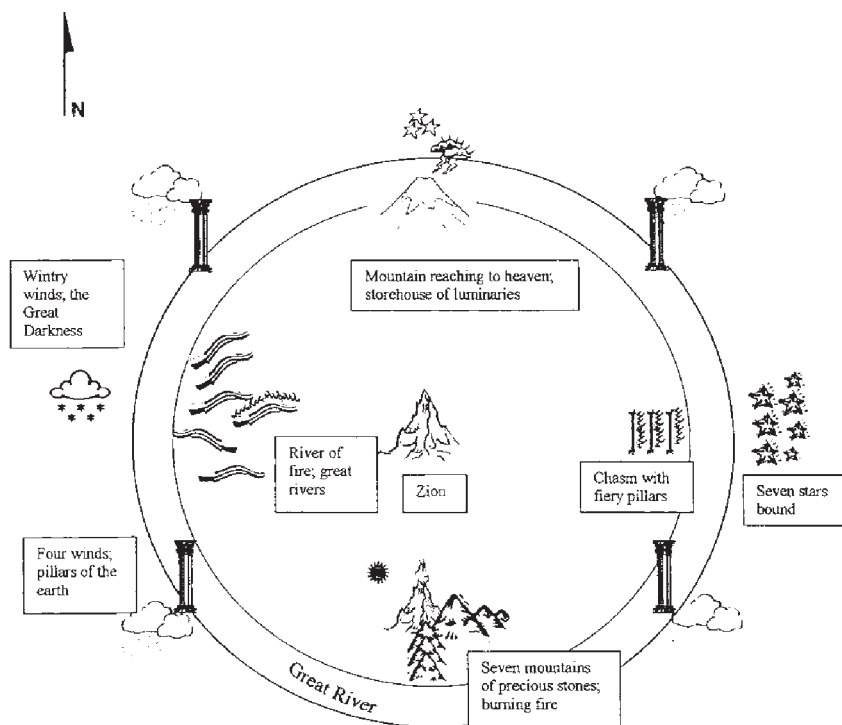 N
Wintry
winds; the
Great
Darkness
Mountain reaching to heaven;
storehouse of luminaries
River of
fire; great
rivers
Zion
Chasm with
fiery pillars
Seven stars
bound
Four winds;
pillars of the
earth
Seven mountains
of precious stones;
burning fire
Great River